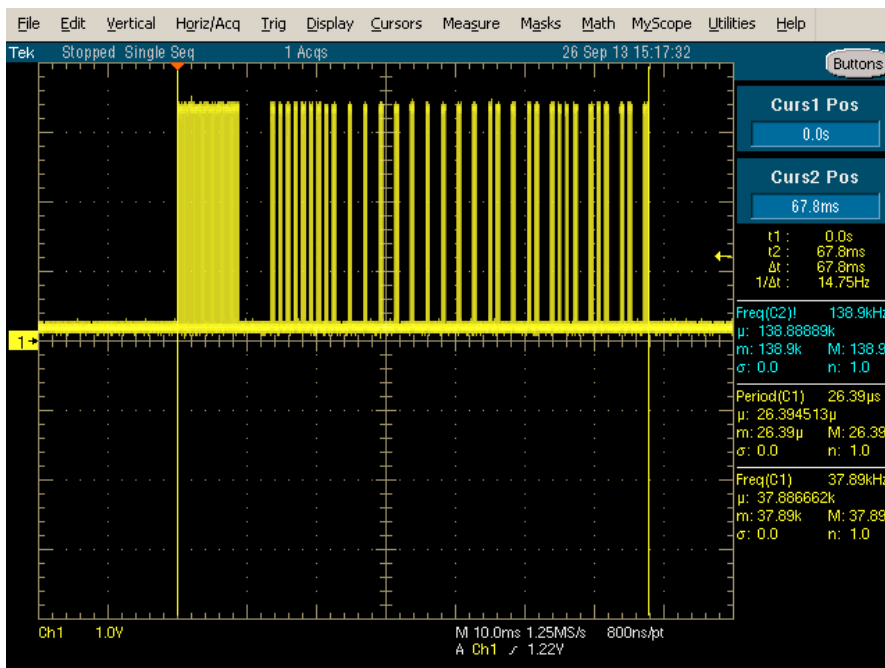 File Edit Vertical Horiz/Acq Trig Display Cursors Measure Masks Math MyScope Utilities Help
Tek Stopped Single Seq 1 Acqs 26 Sep 13 15:17:32
Buttons
Curs1 Pos
0.0s
Curs2 Pos
67.8ms
t1 : 0.0s
t2 : 67.8ms
Δt : 67.8ms
1/Δt : 14.75Hz
Freq(C2)! 138.9kHz
µ: 138.88889k
m: 138.9k M: 138.9
σ: 0.0 n: 1.0
1
Period(C1) 26.39µs
µ: 26.394513µ
m: 26.39µ M: 26.39
σ: 0.0 n: 1.0
Freq(C1) 37.89kHz
µ: 37.886662k
m: 37.89k M: 37.89
σ: 0.0 n: 1.0
Ch1 1.0V M 10.0ms 1.25MS/s 800ns/pt
A Ch1 ∕ 1.22V